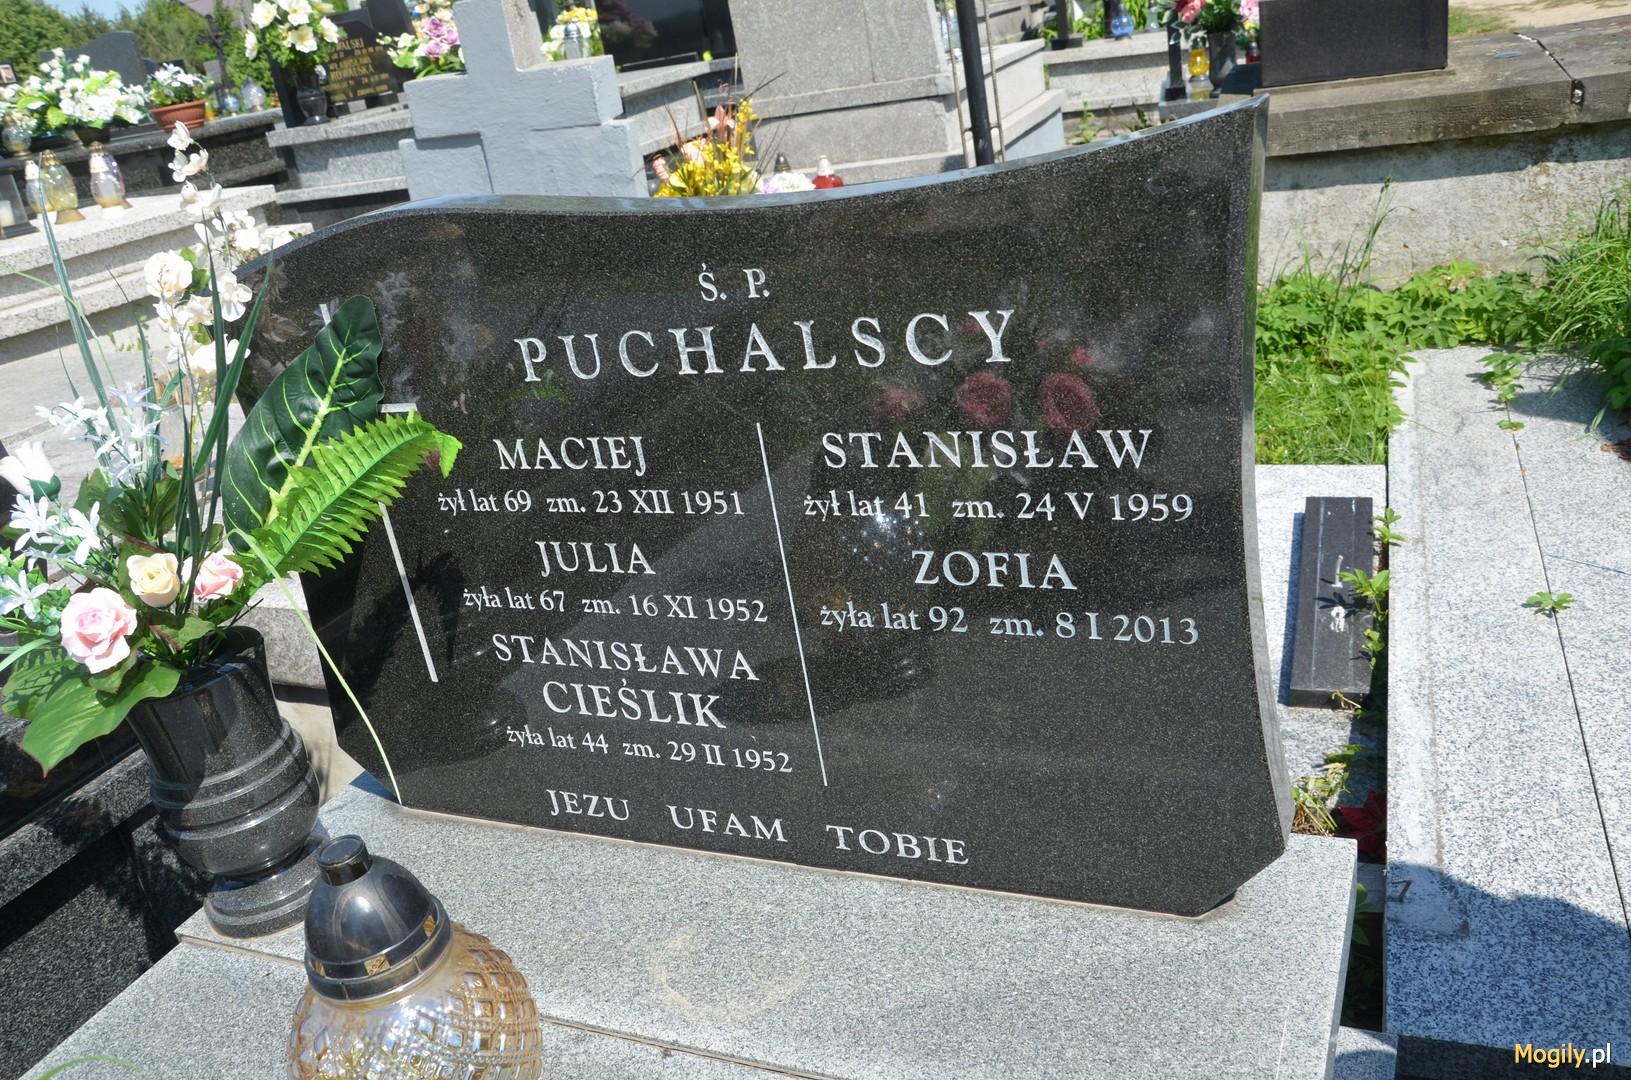 Ś. P.
PUCHALSCY
MACIEJ
żył lat 69 zm. 23 XII 1951
JULIA
żyła lat 67 zm. 16 XI 1952
STANISŁAWA
CIEŚLIK
żyła lat 44 zm. 29 II 1952
STANISŁAW
żył lat 41 zm. 24 V 1959
ZOFIA
żyła lat 92 zm. 8 I 2013
JEZU UFAM TOBIE
Mogily.pl